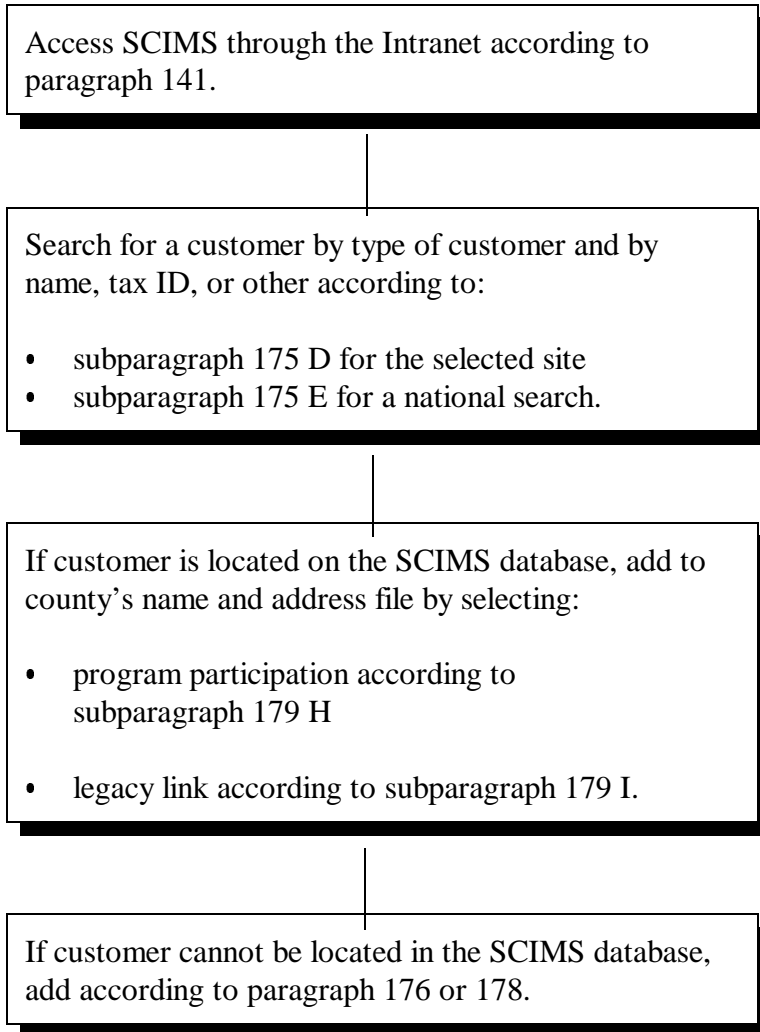 Access SCIMS through the Intranet according to
paragraph 141.
Search for a customer by type of customer and by
name, tax ID, or other according to:
• subparagraph 175 D for the selected site
• subparagraph 175 E for a national search.
If customer is located on the SCIMS database, add to
county’s name and address file by selecting:
• program participation according to
subparagraph 179 H
• legacy link according to subparagraph 179 I.
If customer cannot be located in the SCIMS database,
add according to paragraph 176 or 178.